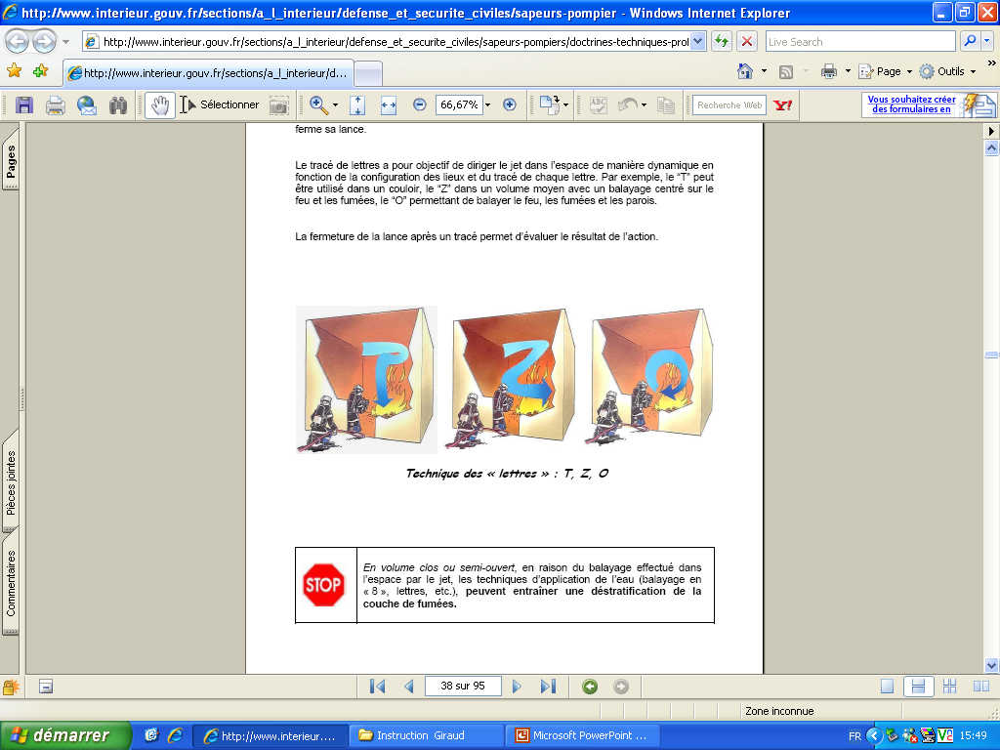 http://www.interieur.gouv.fr/sections/a_l_interieur/defense_et_securite_civiles/sapeurs-pompier - Windows Internet Explorer
http://www.interieur.gouv.fr/sections/a_l_interieur/defense_et_securite_civiles/sapeurs-pompiers/doctrines-techniques-prol
Live Search
http://www.interieur.gouv.fr/sections/a_l_interieur/d...
Page
Outils
Sélectionner
66,67%
Recherche Web
Y!
Vous souhaitez créer
des formulaires en
Pages
Pièces jointes
Commentaires
ferme sa lance.
Le tracé de lettres a pour objectif de diriger le jet dans l'espace de manière dynamique en
fonction de la configuration des lieux et du tracé de chaque lettre. Par exemple, le “T” peut
être utilisé dans un couloir, le “Z” dans un volume moyen avec un balayage centré sur le
feu et les fumées, le “O” permettant de balayer le feu, les fumées et les parois.
La fermeture de la lance après un tracé permet d'évaluer le résultat de l'action.
T Z O
Technique des « lettres » : T, Z, O
STOP
En volume clos ou semi-ouvert, en raison du balayage effectué dans
l'espace par le jet, les techniques d'application de l'eau (balayage en
« 8 », lettres, etc.), peuvent entraîner une déstratification de la
couche de fumées.
38 sur 95
Zone inconnue
démarrer
http://www.interieur....
Instruction Giraud
Microsoft PowerPoint ...
FR
15:49